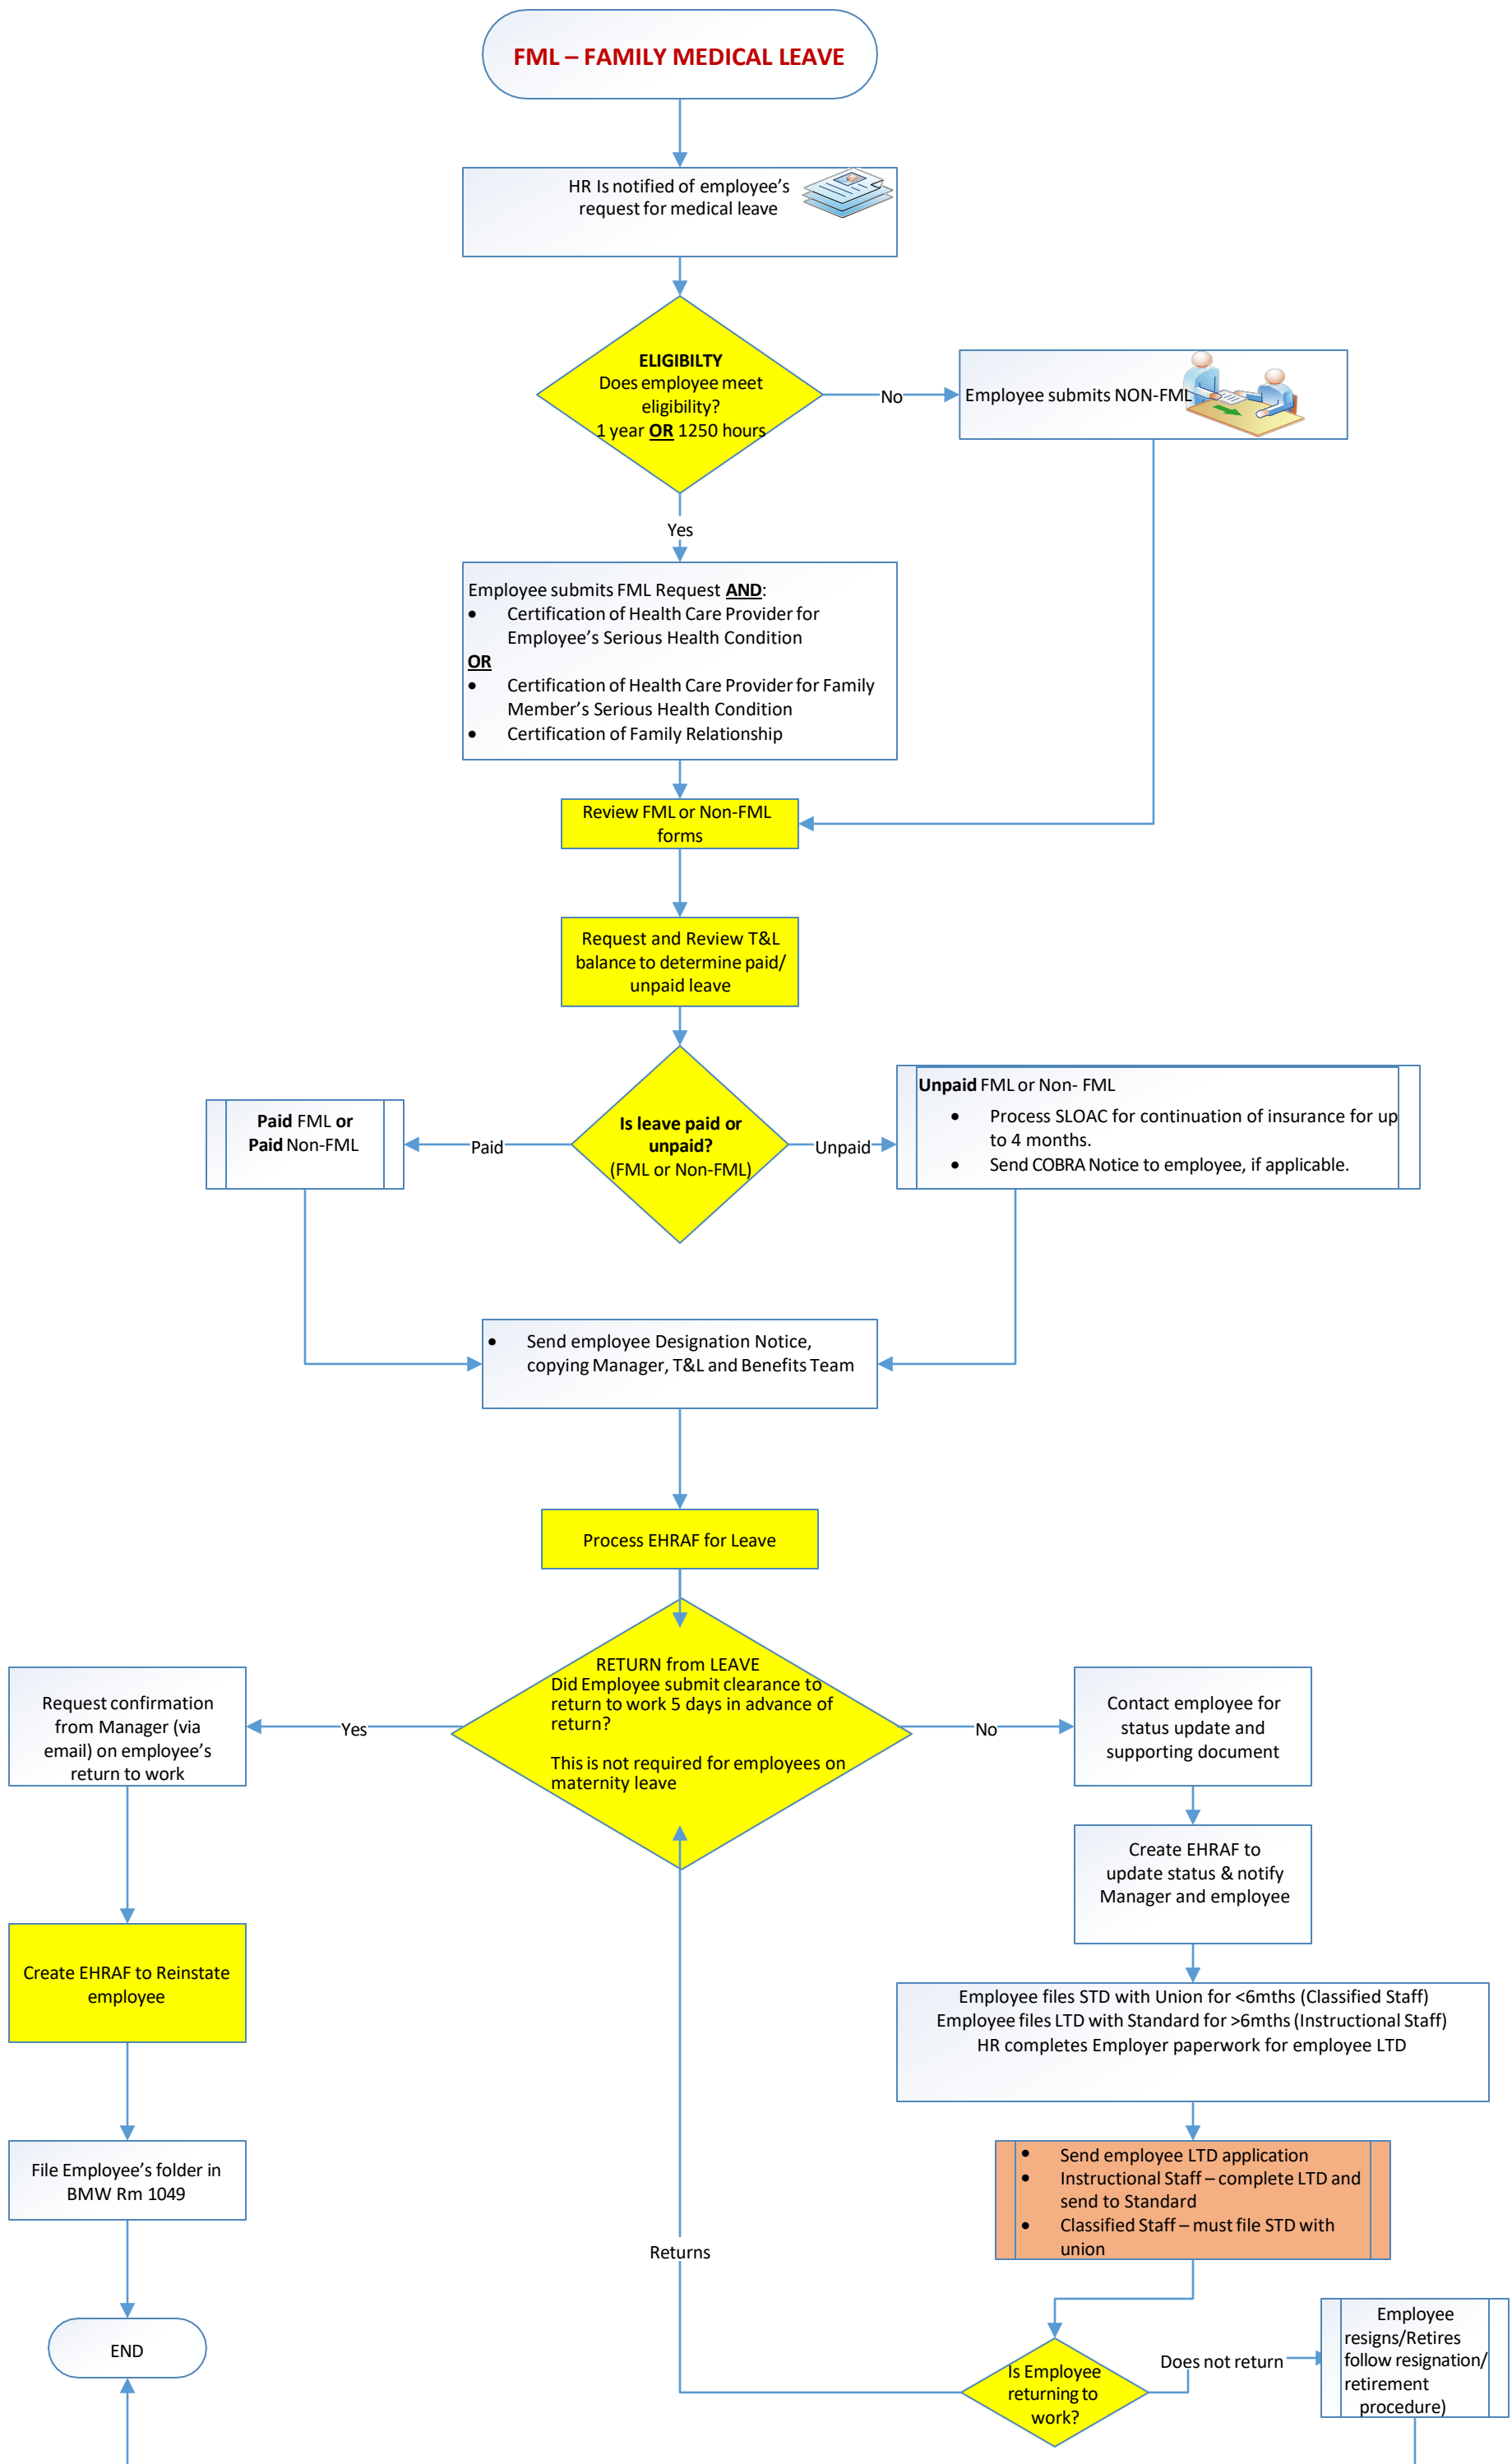 FML – FAMILY MEDICAL LEAVE
HR Is notified of employee's
request for medical leave
ELIGIBILTY
Does employee meet
eligibility?
1 year OR 1250 hours
No
Employee submits NON-FML
Yes
Employee submits FML Request AND:
• Certification of Health Care Provider for
Employee's Serious Health Condition
OR
• Certification of Health Care Provider for Family
Member's Serious Health Condition
• Certification of Family Relationship
Review FML or Non-FML
forms
Request and Review T&L
balance to determine paid/
unpaid leave
Is leave paid or
unpaid?
(FML or Non-FML)
Paid
Paid FML or
Paid Non-FML
Unpaid
Unpaid FML or Non- FML
• Process SLOAC for continuation of insurance for up
to 4 months.
• Send COBRA Notice to employee, if applicable.
• Send employee Designation Notice,
copying Manager, T&L and Benefits Team
Process EHRAF for Leave
RETURN from LEAVE
Did Employee submit clearance to
return to work 5 days in advance of
return?
This is not required for employees on
maternity leave
Yes
Request confirmation
from Manager (via
email) on employee's
return to work
Create EHRAF to Reinstate
employee
File Employee's folder in
BMW Rm 1049
END
No
Contact employee for
status update and
supporting document
Create EHRAF to
update status & notify
Manager and employee
Employee files STD with Union for <6mths (Classified Staff)
Employee files LTD with Standard for >6mths (Instructional Staff)
HR completes Employer paperwork for employee LTD
• Send employee LTD application
• Instructional Staff – complete LTD and
send to Standard
• Classified Staff – must file STD with
union
Is Employee
returning to
work?
Returns
Does not return
Employee
resigns/Retires
follow resignation/
retirement
procedure)